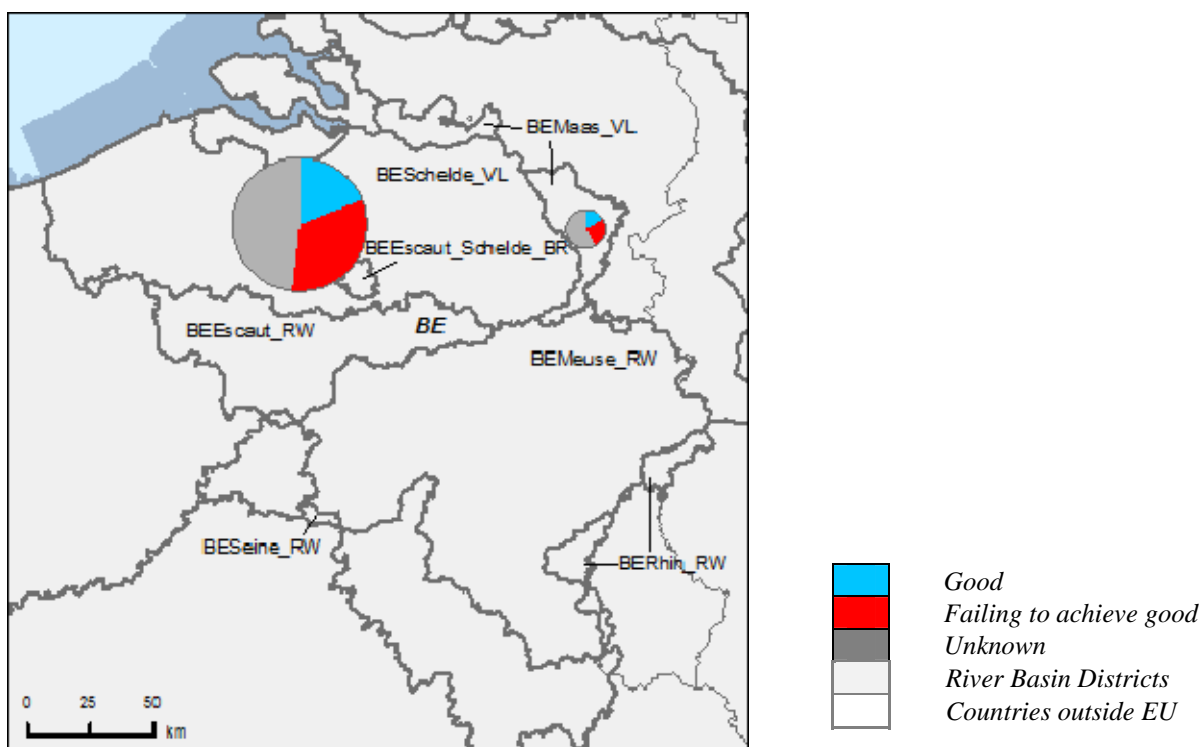 BEMaas_VL
BESchelde_VL
BEEscaut_Schelde_BR
BEEscaut_RW
BE
BEMeuse_RW
BESeine_RW
BERhin_RW
0 25 50
km
Good
Failing to achieve good
Unknown
River Basin Districts
Countries outside EU